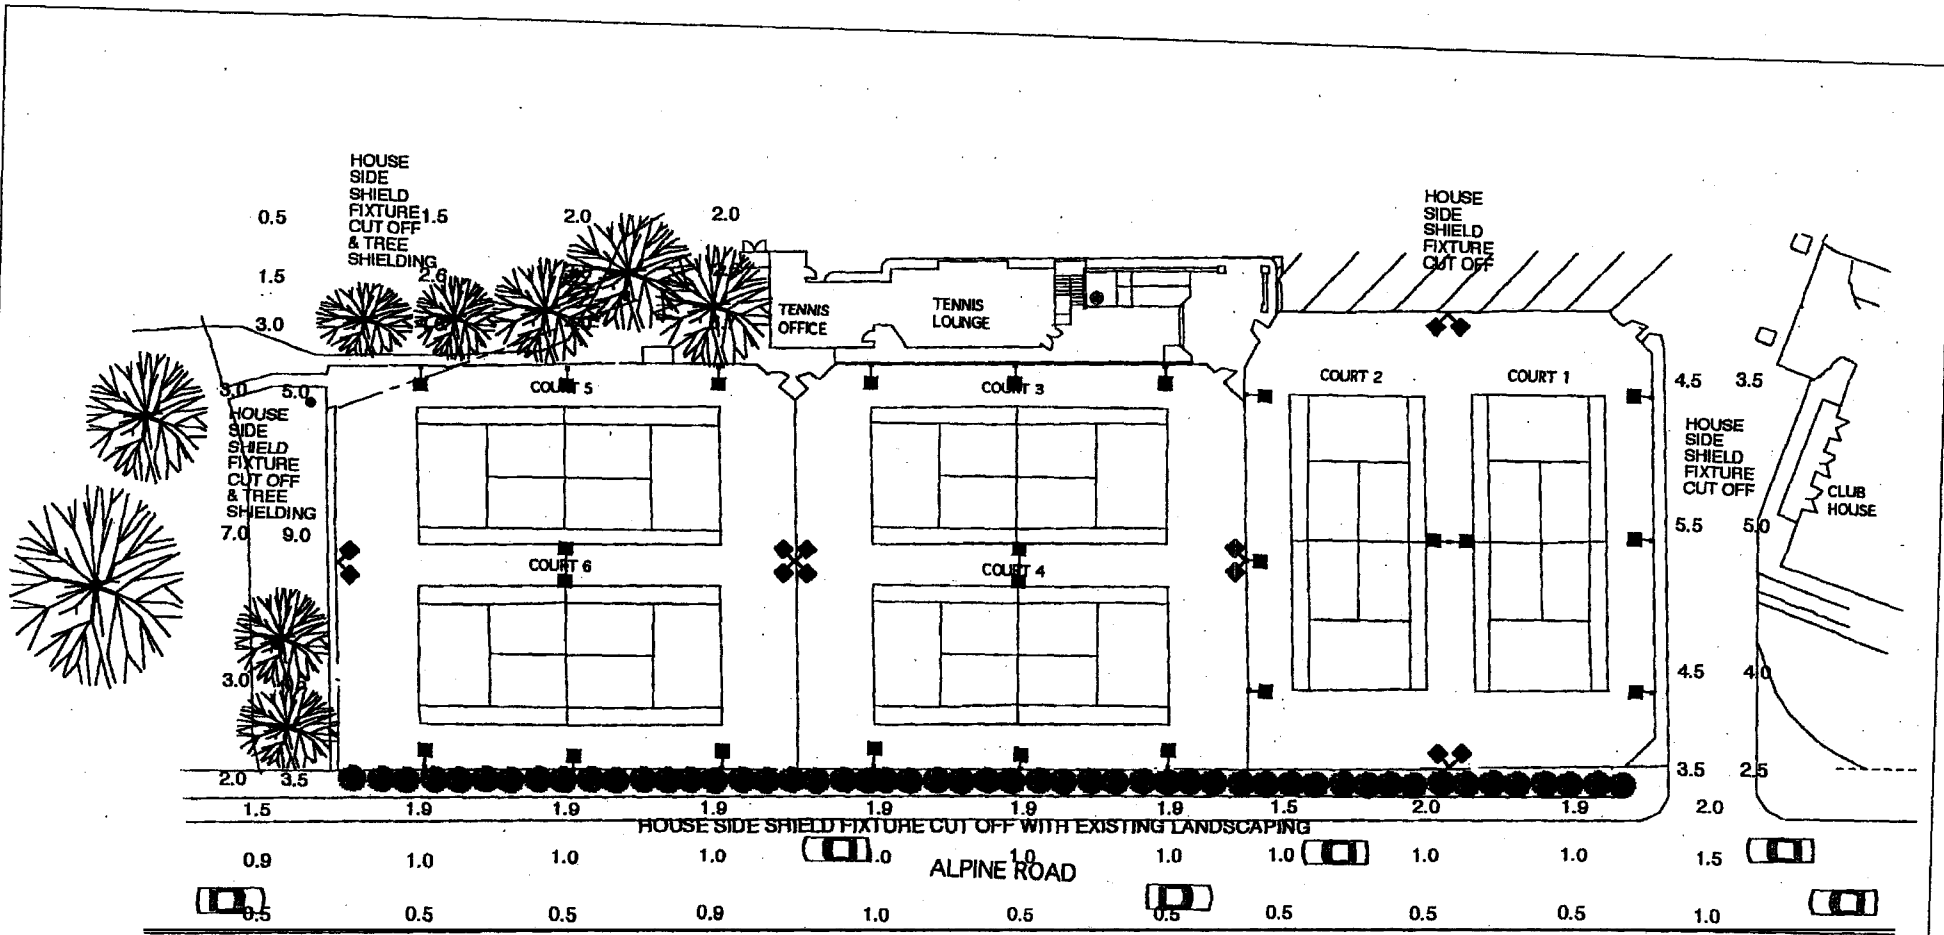 HOUSE
SIDE
SHIELD
FIXTURE
CUT OFF
& TREE
SHIELDING
0.5
1.5
2.0
2.0
HOUSE
SIDE
SHIELD
FIXTURE
CUT OFF
1.5
2.6
3.0
TENNIS
OFFICE
TENNIS
LOUNGE
3.0
5.0
COURT 5
COURT 3
COURT 2
COURT 1
4.5
3.5
HOUSE
SIDE
SHIELD
FIXTURE
CUT OFF
& TREE
SHIELDING
HOUSE
SIDE
SHIELD
FIXTURE
CUT OFF
CLUB
HOUSE
7.0
9.0
5.5
5.0
COURT 6
COURT 4
3.0
4.5
4.0
2.0
3.5
3.5
2.5
1.5
1.9
1.9
1.9
1.9
1.9
1.9
1.5
2.0
1.9
2.0
HOUSE SIDE SHIELD FIXTURE CUT OFF WITH EXISTING LANDSCAPING
0.9
1.0
1.0
1.0
1.0
1.0
1.0
1.0
1.0
1.0
1.5
ALPINE ROAD
0.5
0.5
0.5
0.9
1.0
0.5
0.5
0.5
0.5
0.5
1.0